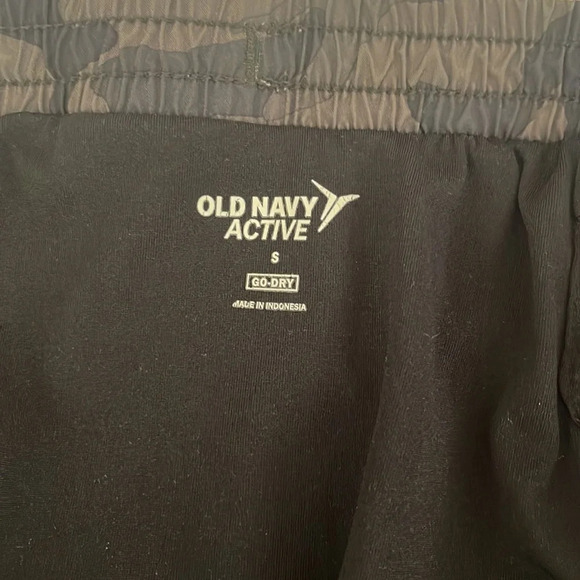 OLD NAVY
ACTIVE
S
GO-DRY
MADE IN INDONESIA